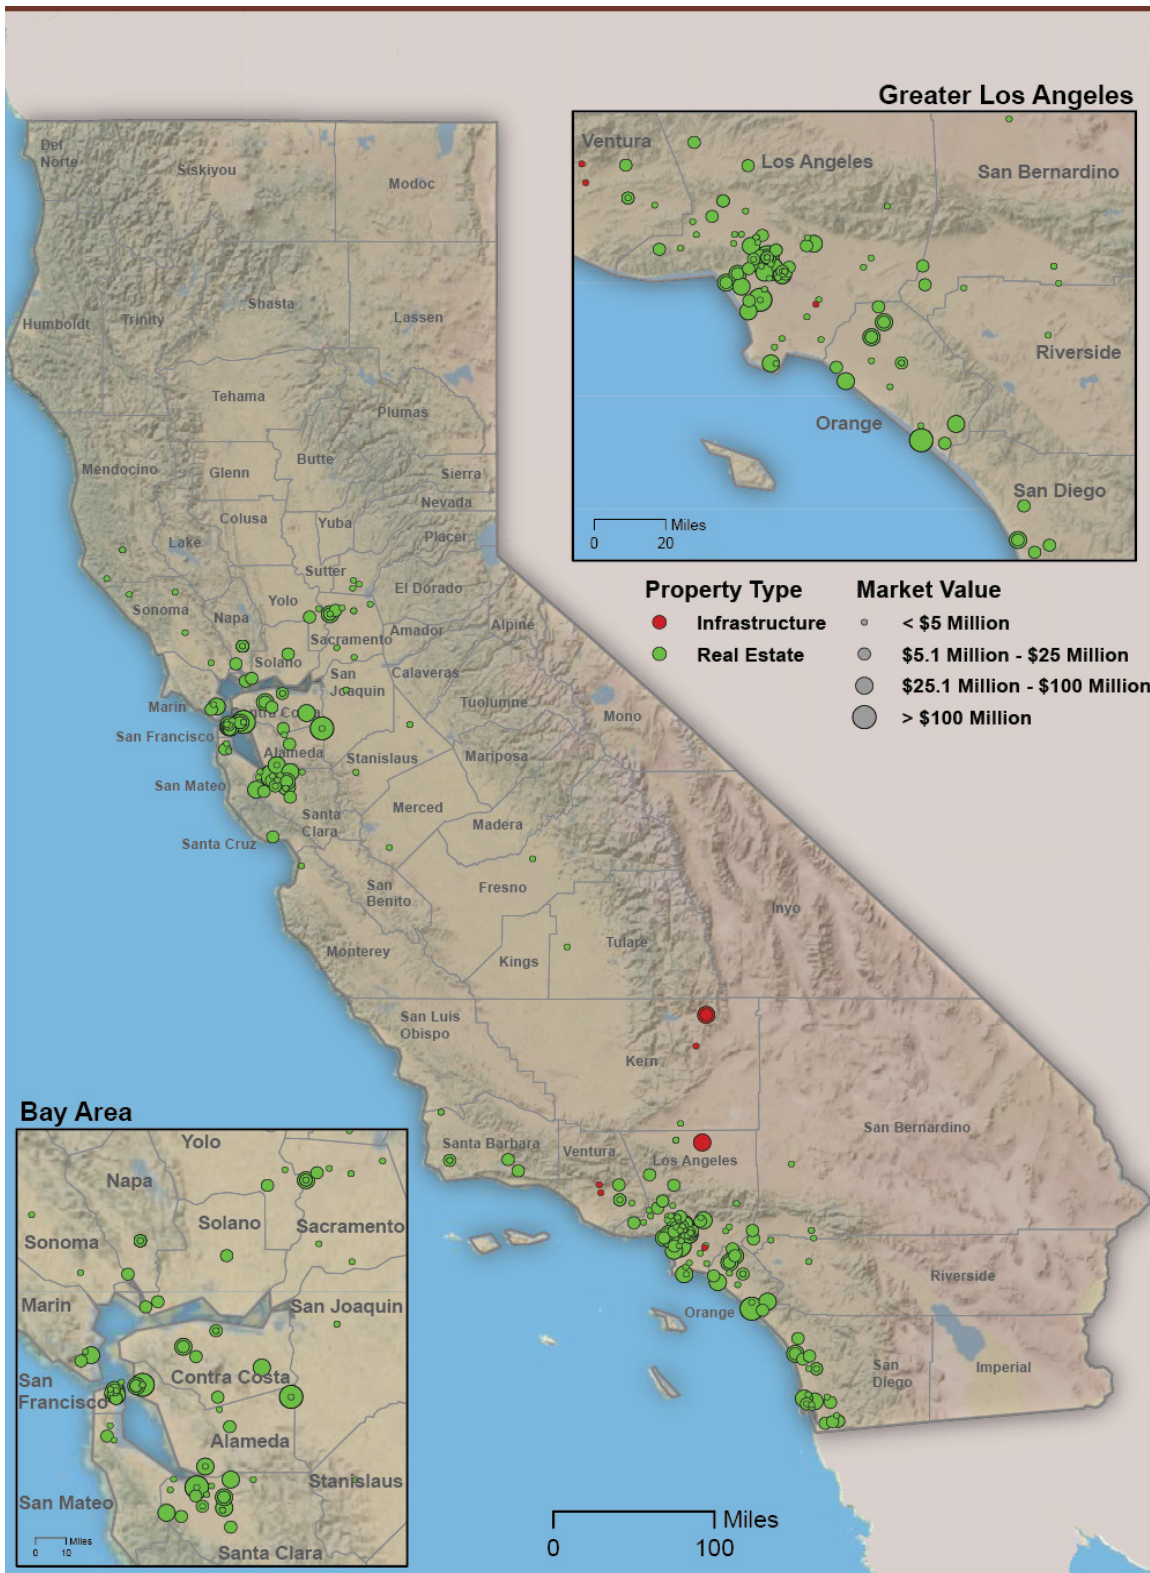 Greater Los Angeles
Ventura
Los Angeles
San Bernardino
Riverside
Orange
San Diego
Miles
0 20
Property Type
Infrastructure
Real Estate
Market Value
< $5 Million
$5.1 Million - $25 Million
$25.1 Million - $100 Million
> $100 Million
Del
Norte
Siskiyou
Modoc
Humboldt
Trinity
Shasta
Lassen
Tehama
Plumas
Mendocino
Glenn
Butte
Sierra
Nevada
Colusa
Yuba
Placer
Lake
Sutter
El Dorado
Sonoma
Napa
Yolo
Sacramento
Amador
Alpine
Solano
San
Joaquin
Calaveras
Marin
Contra Costa
Tuolumne
Mono
San Francisco
Alameda
Stanislaus
Mariposa
San Mateo
Santa
Clara
Merced
Madera
Santa Cruz
San
Benito
Fresno
Inyo
Monterey
Kings
Tulare
San Luis
Obispo
Kern
Santa Barbara
Ventura
Los Angeles
San Bernardino
Riverside
Orange
San
Diego
Imperial
Miles
0 100
Bay Area
Yolo
Napa
Solano
Sacramento
Sonoma
Marin
San Joaquin
San
Francisco
Contra Costa
Alameda
Stanislaus
San Mateo
Santa Clara
Miles
0 10